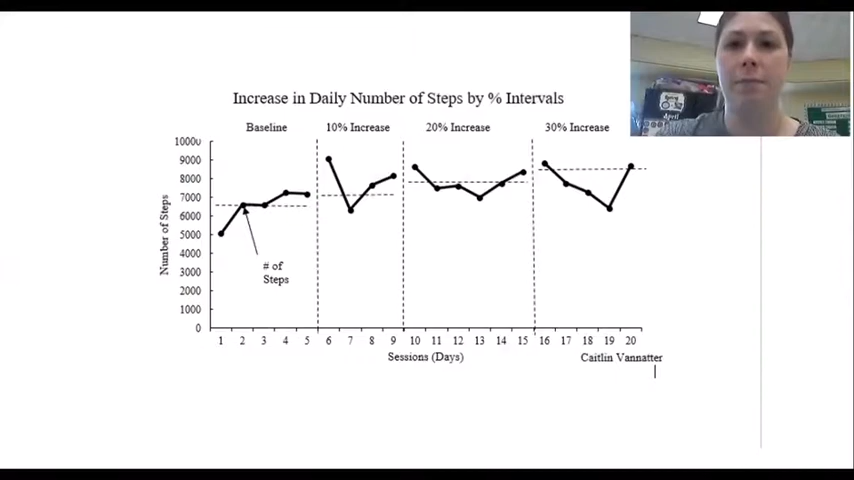 Increase in Daily Number of Steps by % Intervals
Baseline 10% Increase 20% Increase 30% Increase
10000
9000
8000
7000
6000
5000
4000
3000
2000
1000
0
Number of Steps
# of
Steps
1 2 3 4 5 6 7 8 9 10 11 12 13 14 15 16 17 18 19 20
Sessions (Days)
Caitlin Vannatter
April